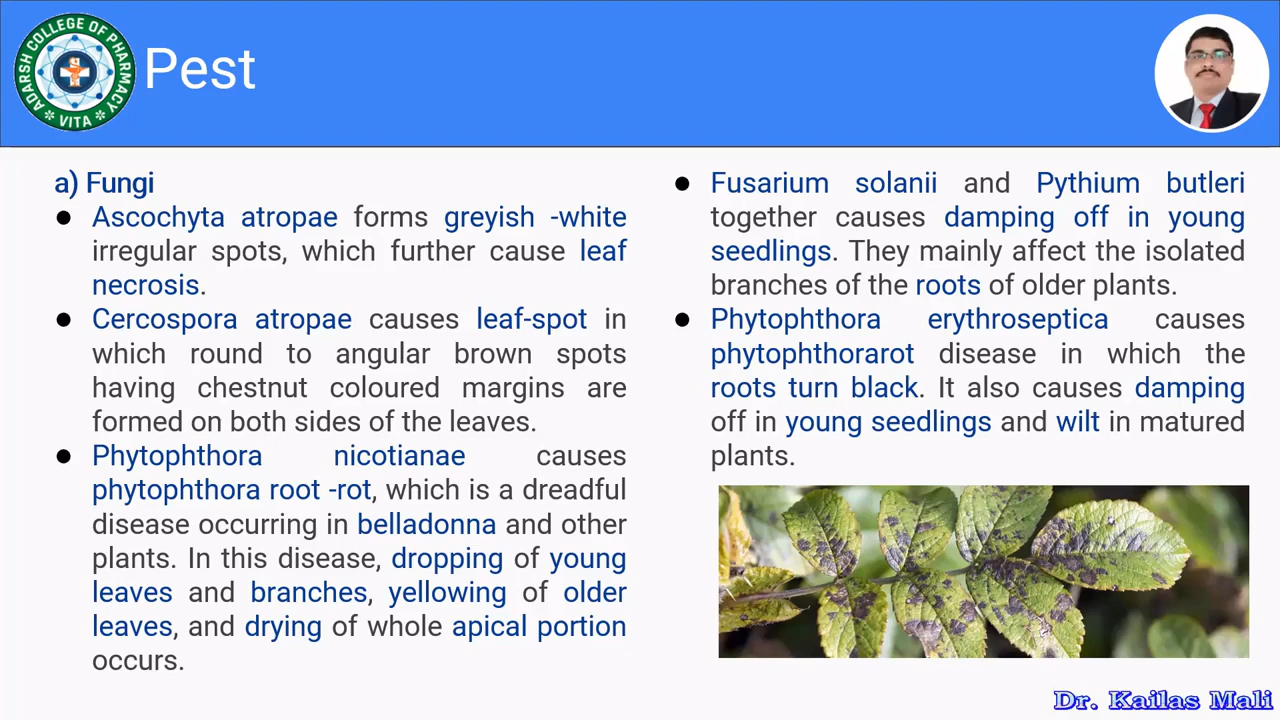 ADARSH COLLEGE OF PHARMACY
VITA
Pest
a) Fungi
● Ascochyta atropae forms greyish -white
irregular spots, which further cause leaf
necrosis.
● Cercospora atropae causes leaf-spot in
which round to angular brown spots
having chestnut coloured margins are
formed on both sides of the leaves.
● Phytophthora nicotianae causes
phytophthora root -rot, which is a dreadful
disease occurring in belladonna and other
plants. In this disease, dropping of young
leaves and branches, yellowing of older
leaves, and drying of whole apical portion
occurs.
● Fusarium solanii and Pythium butleri
together causes damping off in young
seedlings. They mainly affect the isolated
branches of the roots of older plants.
● Phytophthora erythroseptica causes
phytophthorarot disease in which the
roots turn black. It also causes damping
off in young seedlings and wilt in matured
plants.
Dr. Kailas Mali